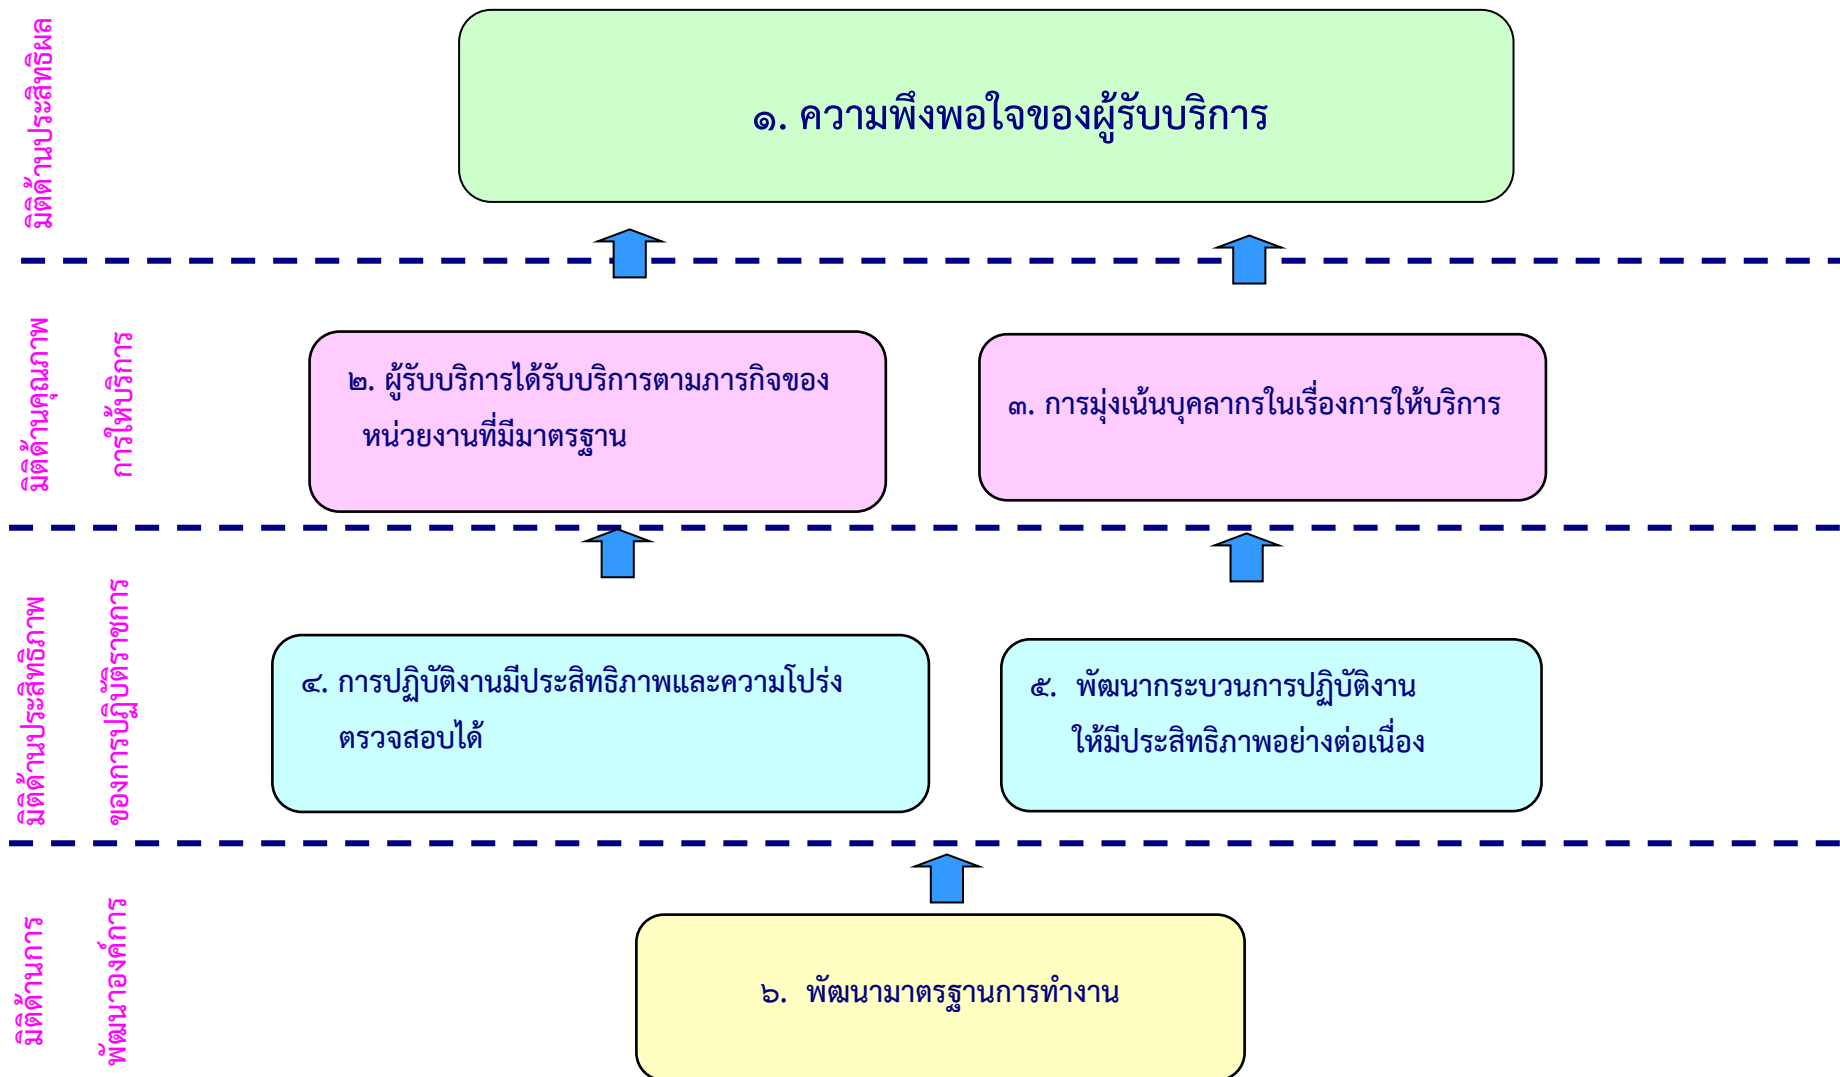 มิติด้านประสิทธิผล
๑. ความพึงพอใจของผู้รับบริการ
มิติด้านคุณภาพ
การให้บริการ
๒. ผู้รับบริการได้รับบริการตามภารกิจของ
หน่วยงานที่มีมาตรฐาน
๓. การมุ่งเน้นบุคลากรในเรื่องการให้บริการ
มิติด้านประสิทธิภาพ
ของการปฏิบัติราชการ
๔. การปฏิบัติงานมีประสิทธิภาพและความโปร่ง
ตรวจสอบได้
๕. พัฒนากระบวนการปฏิบัติงาน
ให้มีประสิทธิภาพอย่างต่อเนื่อง
มิติด้านการ
พัฒนาองค์การ
๖. พัฒนามาตรฐานการทำงาน